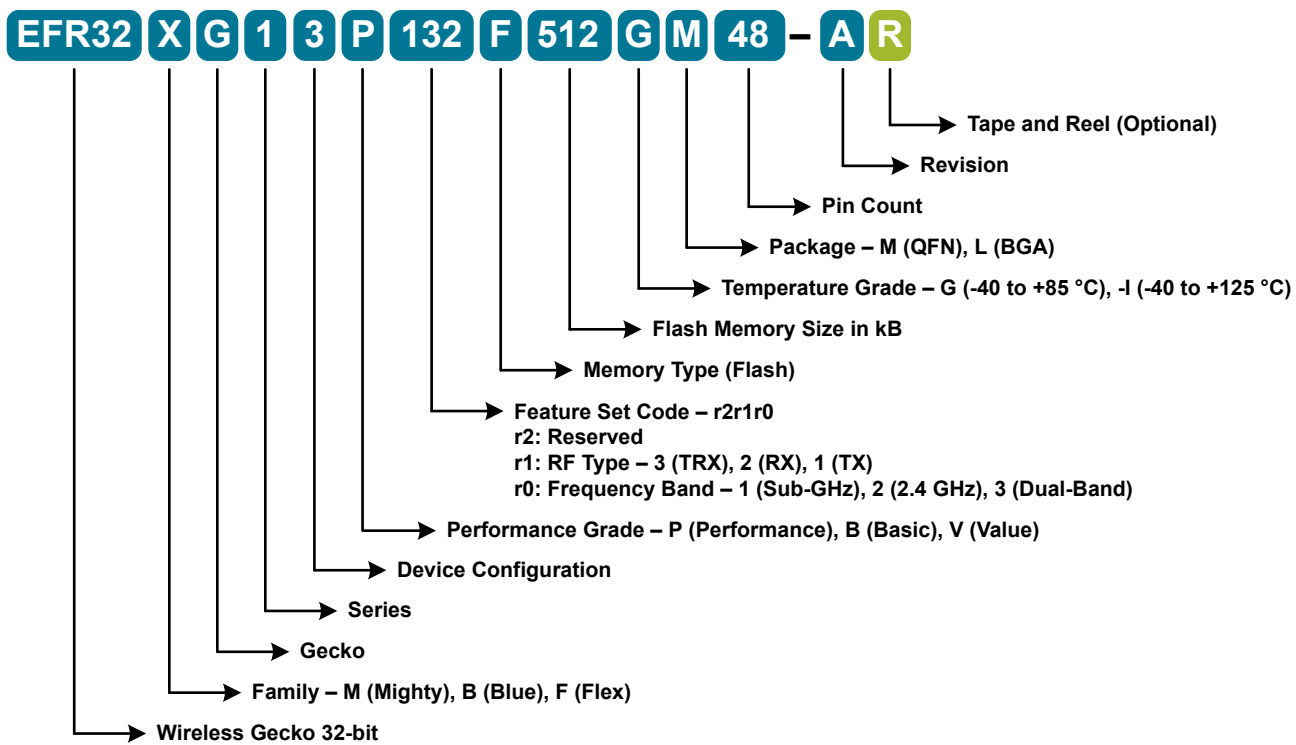 EFR32 X G 1 3 P 132 F 512 G M 48 – A R
Tape and Reel (Optional)
Revision
Pin Count
Package – M (QFN), L (BGA)
Temperature Grade – G (-40 to +85 °C), -I (-40 to +125 °C)
Flash Memory Size in kB
Memory Type (Flash)
Feature Set Code – r2r1r0
r2: Reserved
r1: RF Type – 3 (TRX), 2 (RX), 1 (TX)
r0: Frequency Band – 1 (Sub-GHz), 2 (2.4 GHz), 3 (Dual-Band)
Performance Grade – P (Performance), B (Basic), V (Value)
Device Configuration
Series
Gecko
Family – M (Mighty), B (Blue), F (Flex)
Wireless Gecko 32-bit